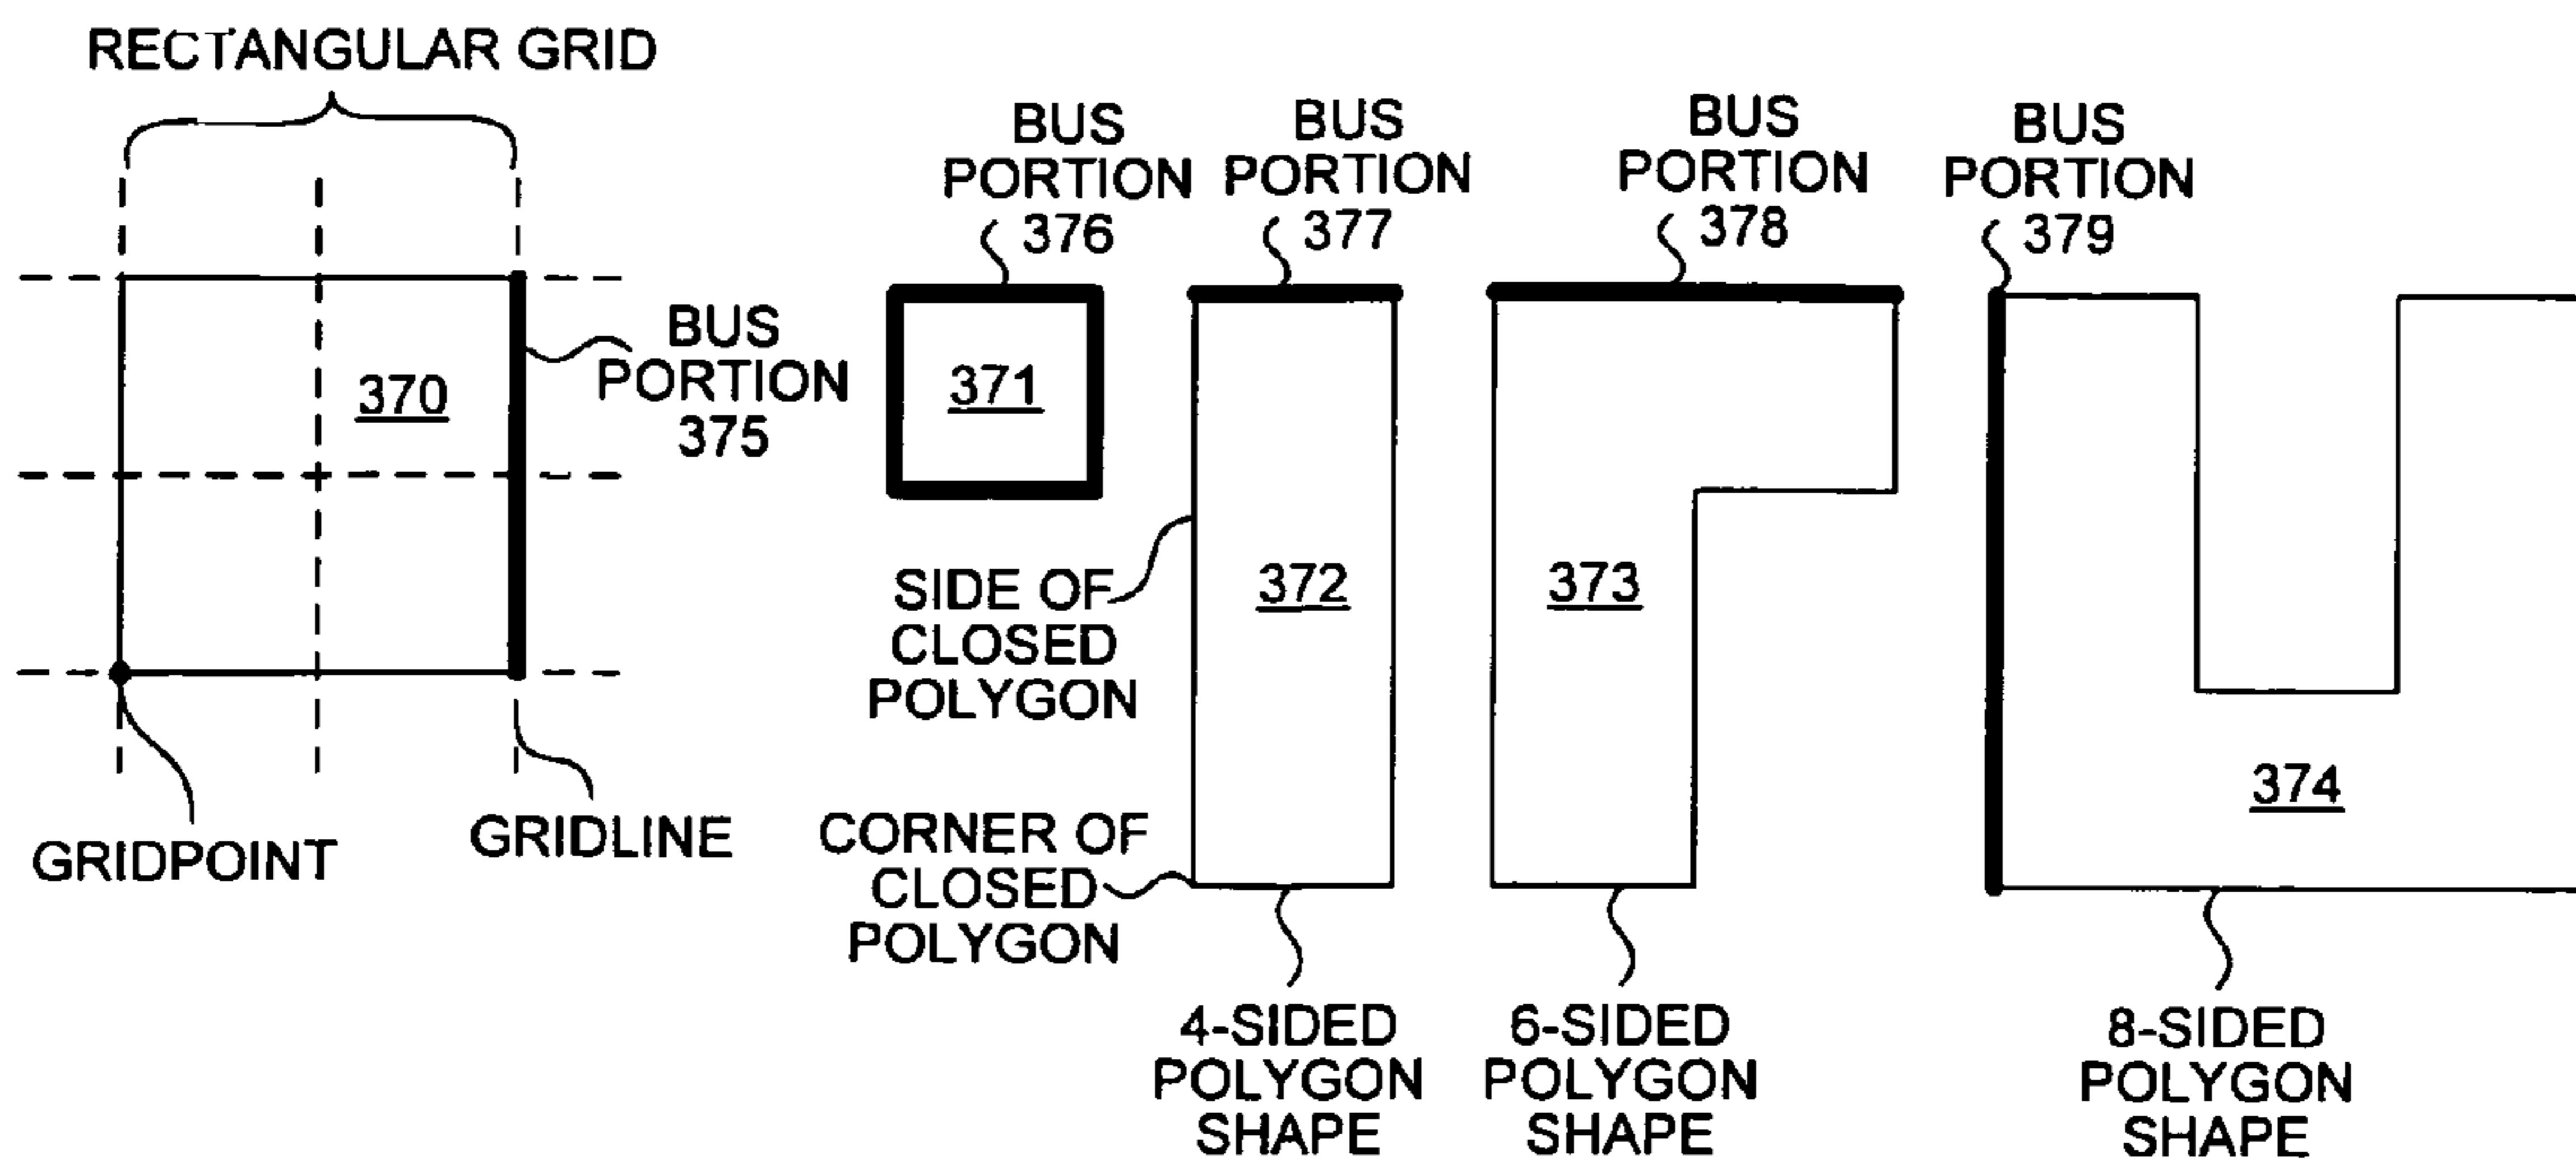 RECTANGULAR GRID
BUS
PORTION
375
370
GRIDPOINT
GRIDLINE
BUS
PORTION
376
371
BUS
PORTION
377
372
SIDE OF
CLOSED
POLYGON
CORNER OF
CLOSED
POLYGON
4-SIDED
POLYGON
SHAPE
BUS
PORTION
378
373
6-SIDED
POLYGON
SHAPE
BUS
PORTION
379
374
8-SIDED
POLYGON
SHAPE